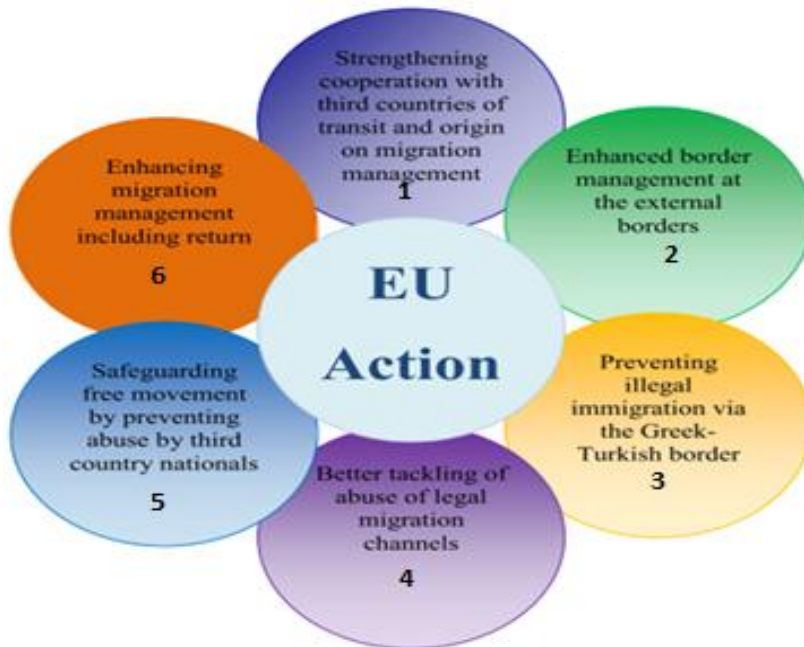 Strengthening
cooperation with
third countries of
transit and origin
on migration
management
1
Enhanced border
management at
the external
borders
2
Preventing
illegal
immigration via
the Greek-
Turkish border
3
Better tackling of
abuse of legal
migration
channels
4
Safeguarding
free movement
by preventing
abuse by third
country nationals
5
Enhancing
migration
management
including return
6
EU
Action